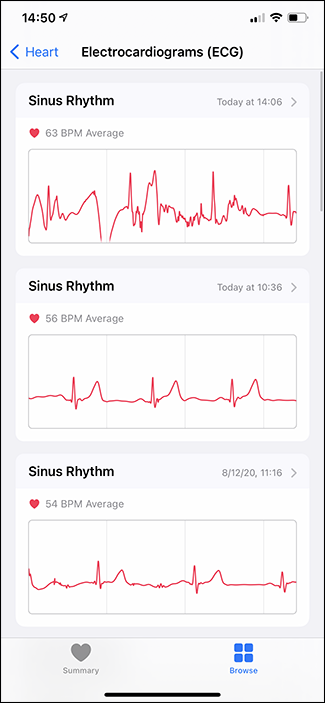 14:50
Heart
Electrocardiograms (ECG)
Sinus Rhythm
Today at 14:06
63 BPM Average
Sinus Rhythm
Today at 10:36
56 BPM Average
Sinus Rhythm
8/12/20, 11:16
54 BPM Average
Summary
Browse